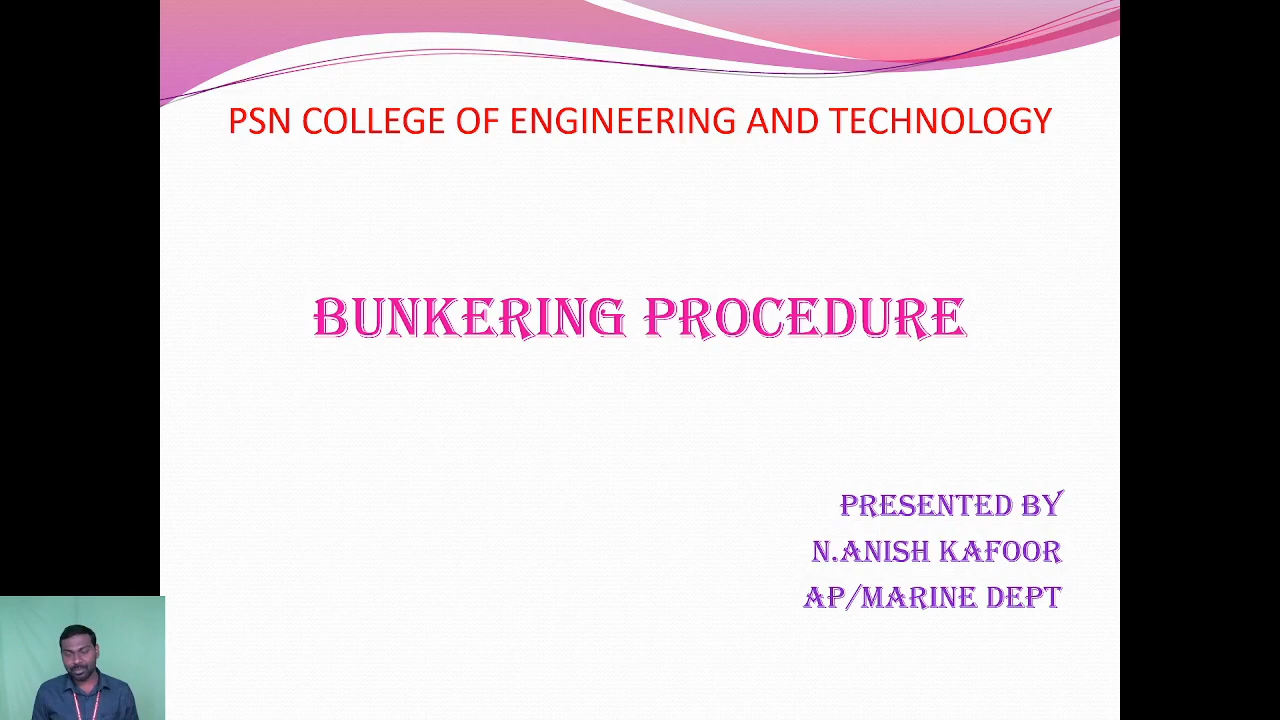 PSN COLLEGE OF ENGINEERING AND TECHNOLOGY
BUNKERING PROCEDURE
PRESENTED BY
N.ANISH KAFOOR
AP/MARINE DEPT